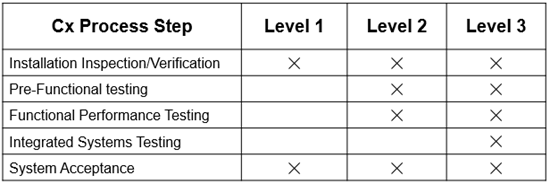 Cx Process Step Level 1 Level 2 Level 3
Installation Inspection/Verification × × ×
Pre-Functional testing × ×
Functional Performance Testing × ×
Integrated Systems Testing ×
System Acceptance × × ×